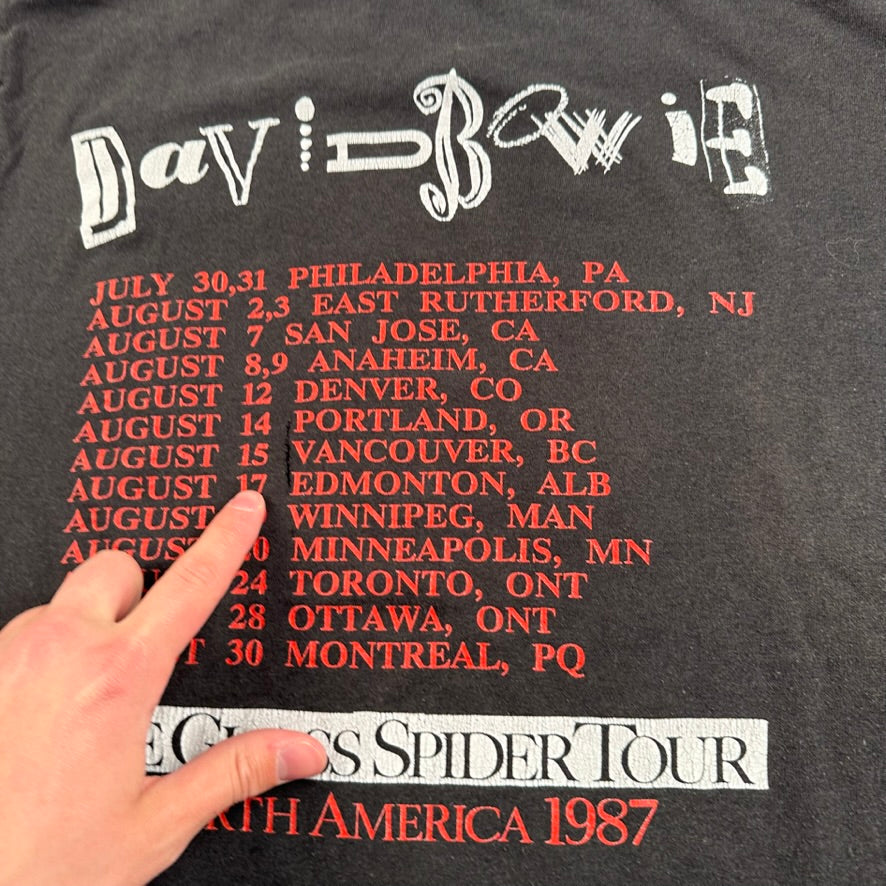 DaviD BowiE
JULY 30,31 PHILADELPHIA, PA
AUGUST 2,3 EAST RUTHERFORD, NJ
AUGUST 7 SAN JOSE, CA
AUGUST 8,9 ANAHEIM, CA
AUGUST 12 DENVER, CO
AUGUST 14 PORTLAND, OR
AUGUST 15 VANCOUVER, BC
AUGUST 17 EDMONTON, ALB
AUGUST WINNIPEG, MAN
AUGUST MINNEAPOLIS, MN
24 TORONTO, ONT
28 OTTAWA, ONT
30 MONTREAL, PQ
SPIDER TOUR
AMERICA 1987